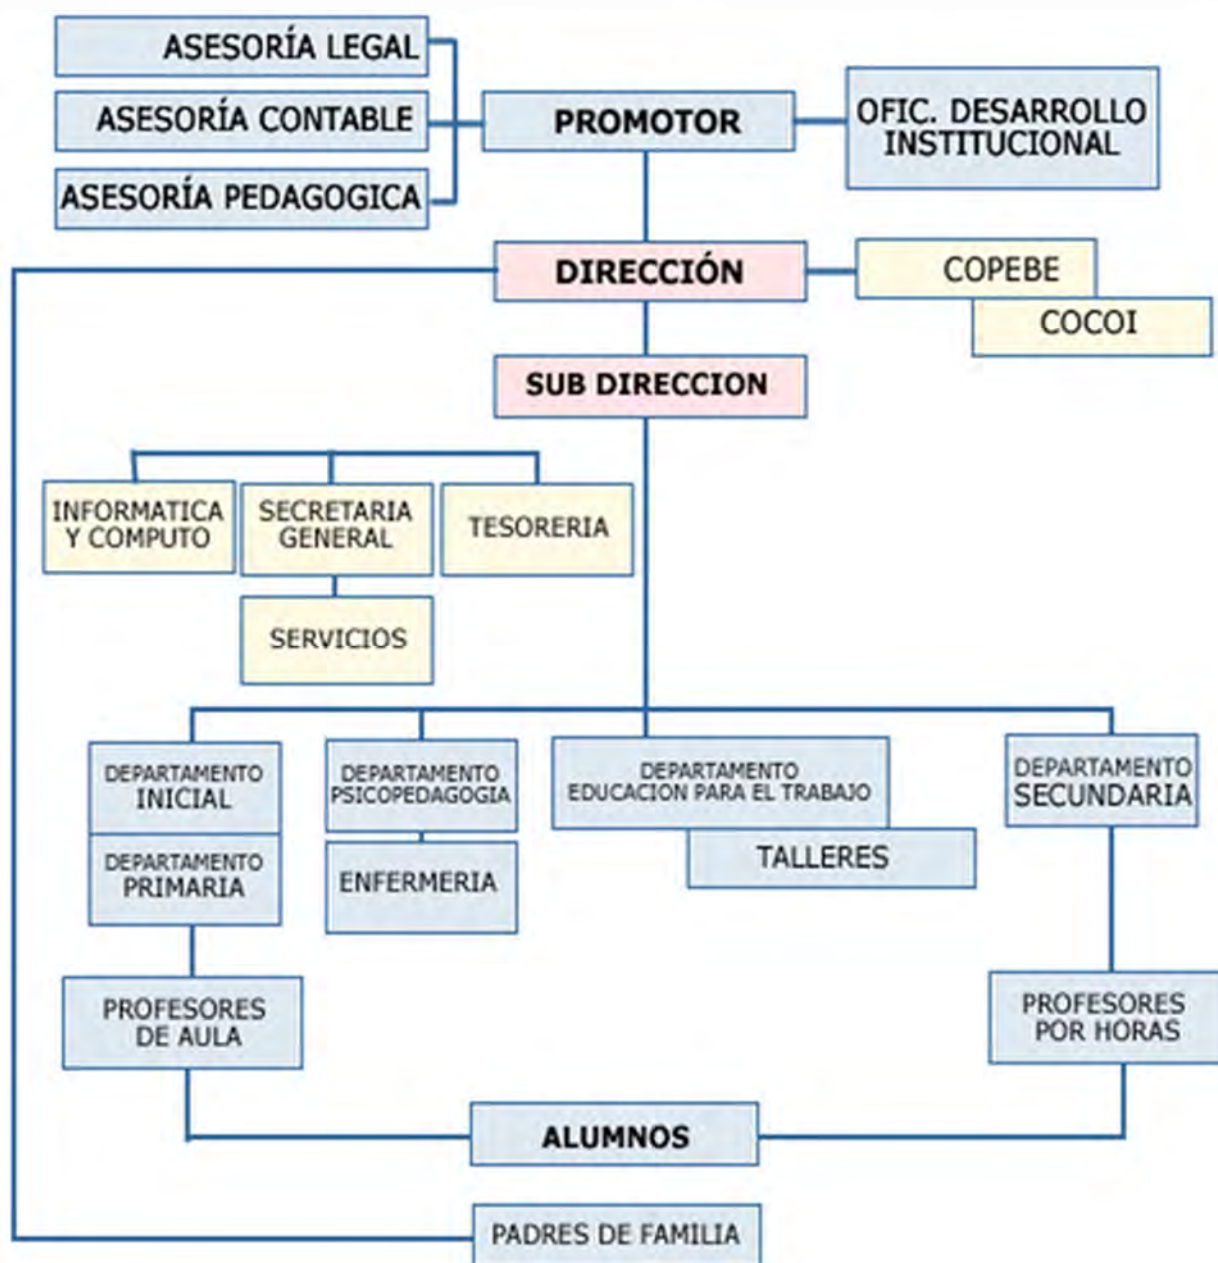 ASESORÍA LEGAL
ASESORÍA CONTABLE
ASESORÍA PEDAGOGICA
PROMOTOR
OFIC. DESARROLLO
INSTITUCIONAL
DIRECCIÓN
COPEBE
COCOI
SUB DIRECCION
INFORMATICA
Y COMPUTO
SECRETARIA
GENERAL
TESORERIA
SERVICIOS
DEPARTAMENTO
INICIAL
DEPARTAMENTO
PRIMARIA
DEPARTAMENTO
PSICOPEDAGOGIA
ENFERMERIA
DEPARTAMENTO
EDUCACION PARA EL TRABAJO
TALLERES
DEPARTAMENTO
SECUNDARIA
PROFESORES
DE AULA
PROFESORES
POR HORAS
ALUMNOS
PADRES DE FAMILIA